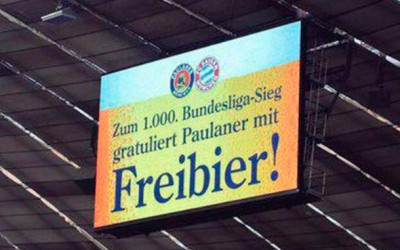 Zum 1.000. Bundesliga-Sieg
gratuliert Paulaner mit
Freibier!